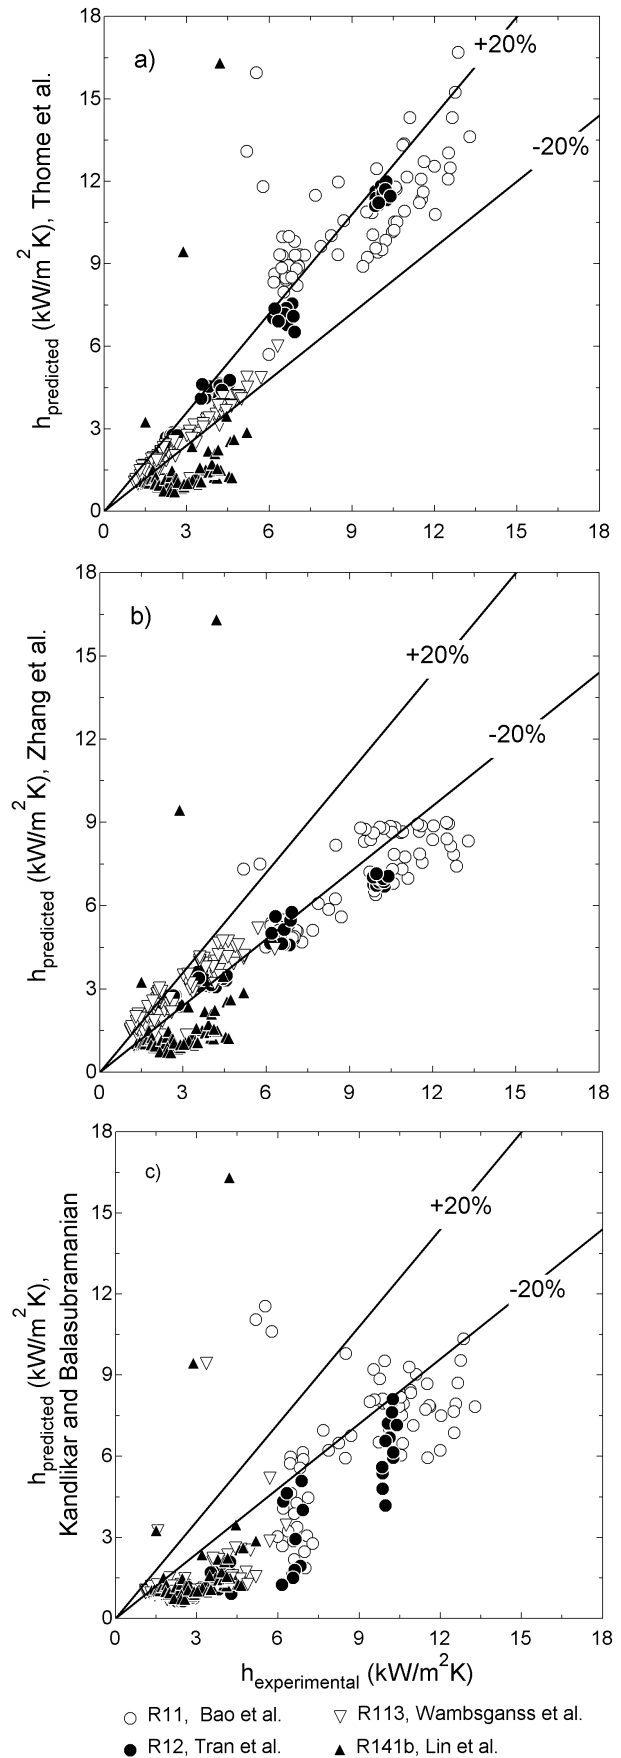 18
15
12
9
6
3
0
a)
+20%
-20%
h_predicted (kW/m^2 K), Thome et al.
0 3 6 9 12 15 18
18
15
12
9
6
3
0
b)
+20%
-20%
h_predicted (kW/m^2 K), Zhang et al.
0 3 6 9 12 15 18
18
15
12
9
6
3
0
c)
+20%
-20%
h_predicted (kW/m^2 K),
Kandlikar and Balasubramanian
0 3 6 9 12 15 18
h_experimental (kW/m^2K)
R11, Bao et al.
R113, Wambsganss et al.
R12, Tran et al.
R141b, Lin et al.